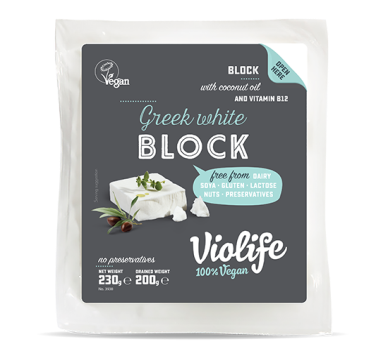 Vegan
BLOCK
with coconut oil
AND VITAMIN B12
OPEN
HERE
Greek white
BLOCK
free from DAIRY
SOYA · GLUTEN · LACTOSE
NUTS · PRESERVATIVES
Violife
100% Vegan
no preservatives
NET WEIGHT
230g ℮
DRAINED WEIGHT
200g ℮